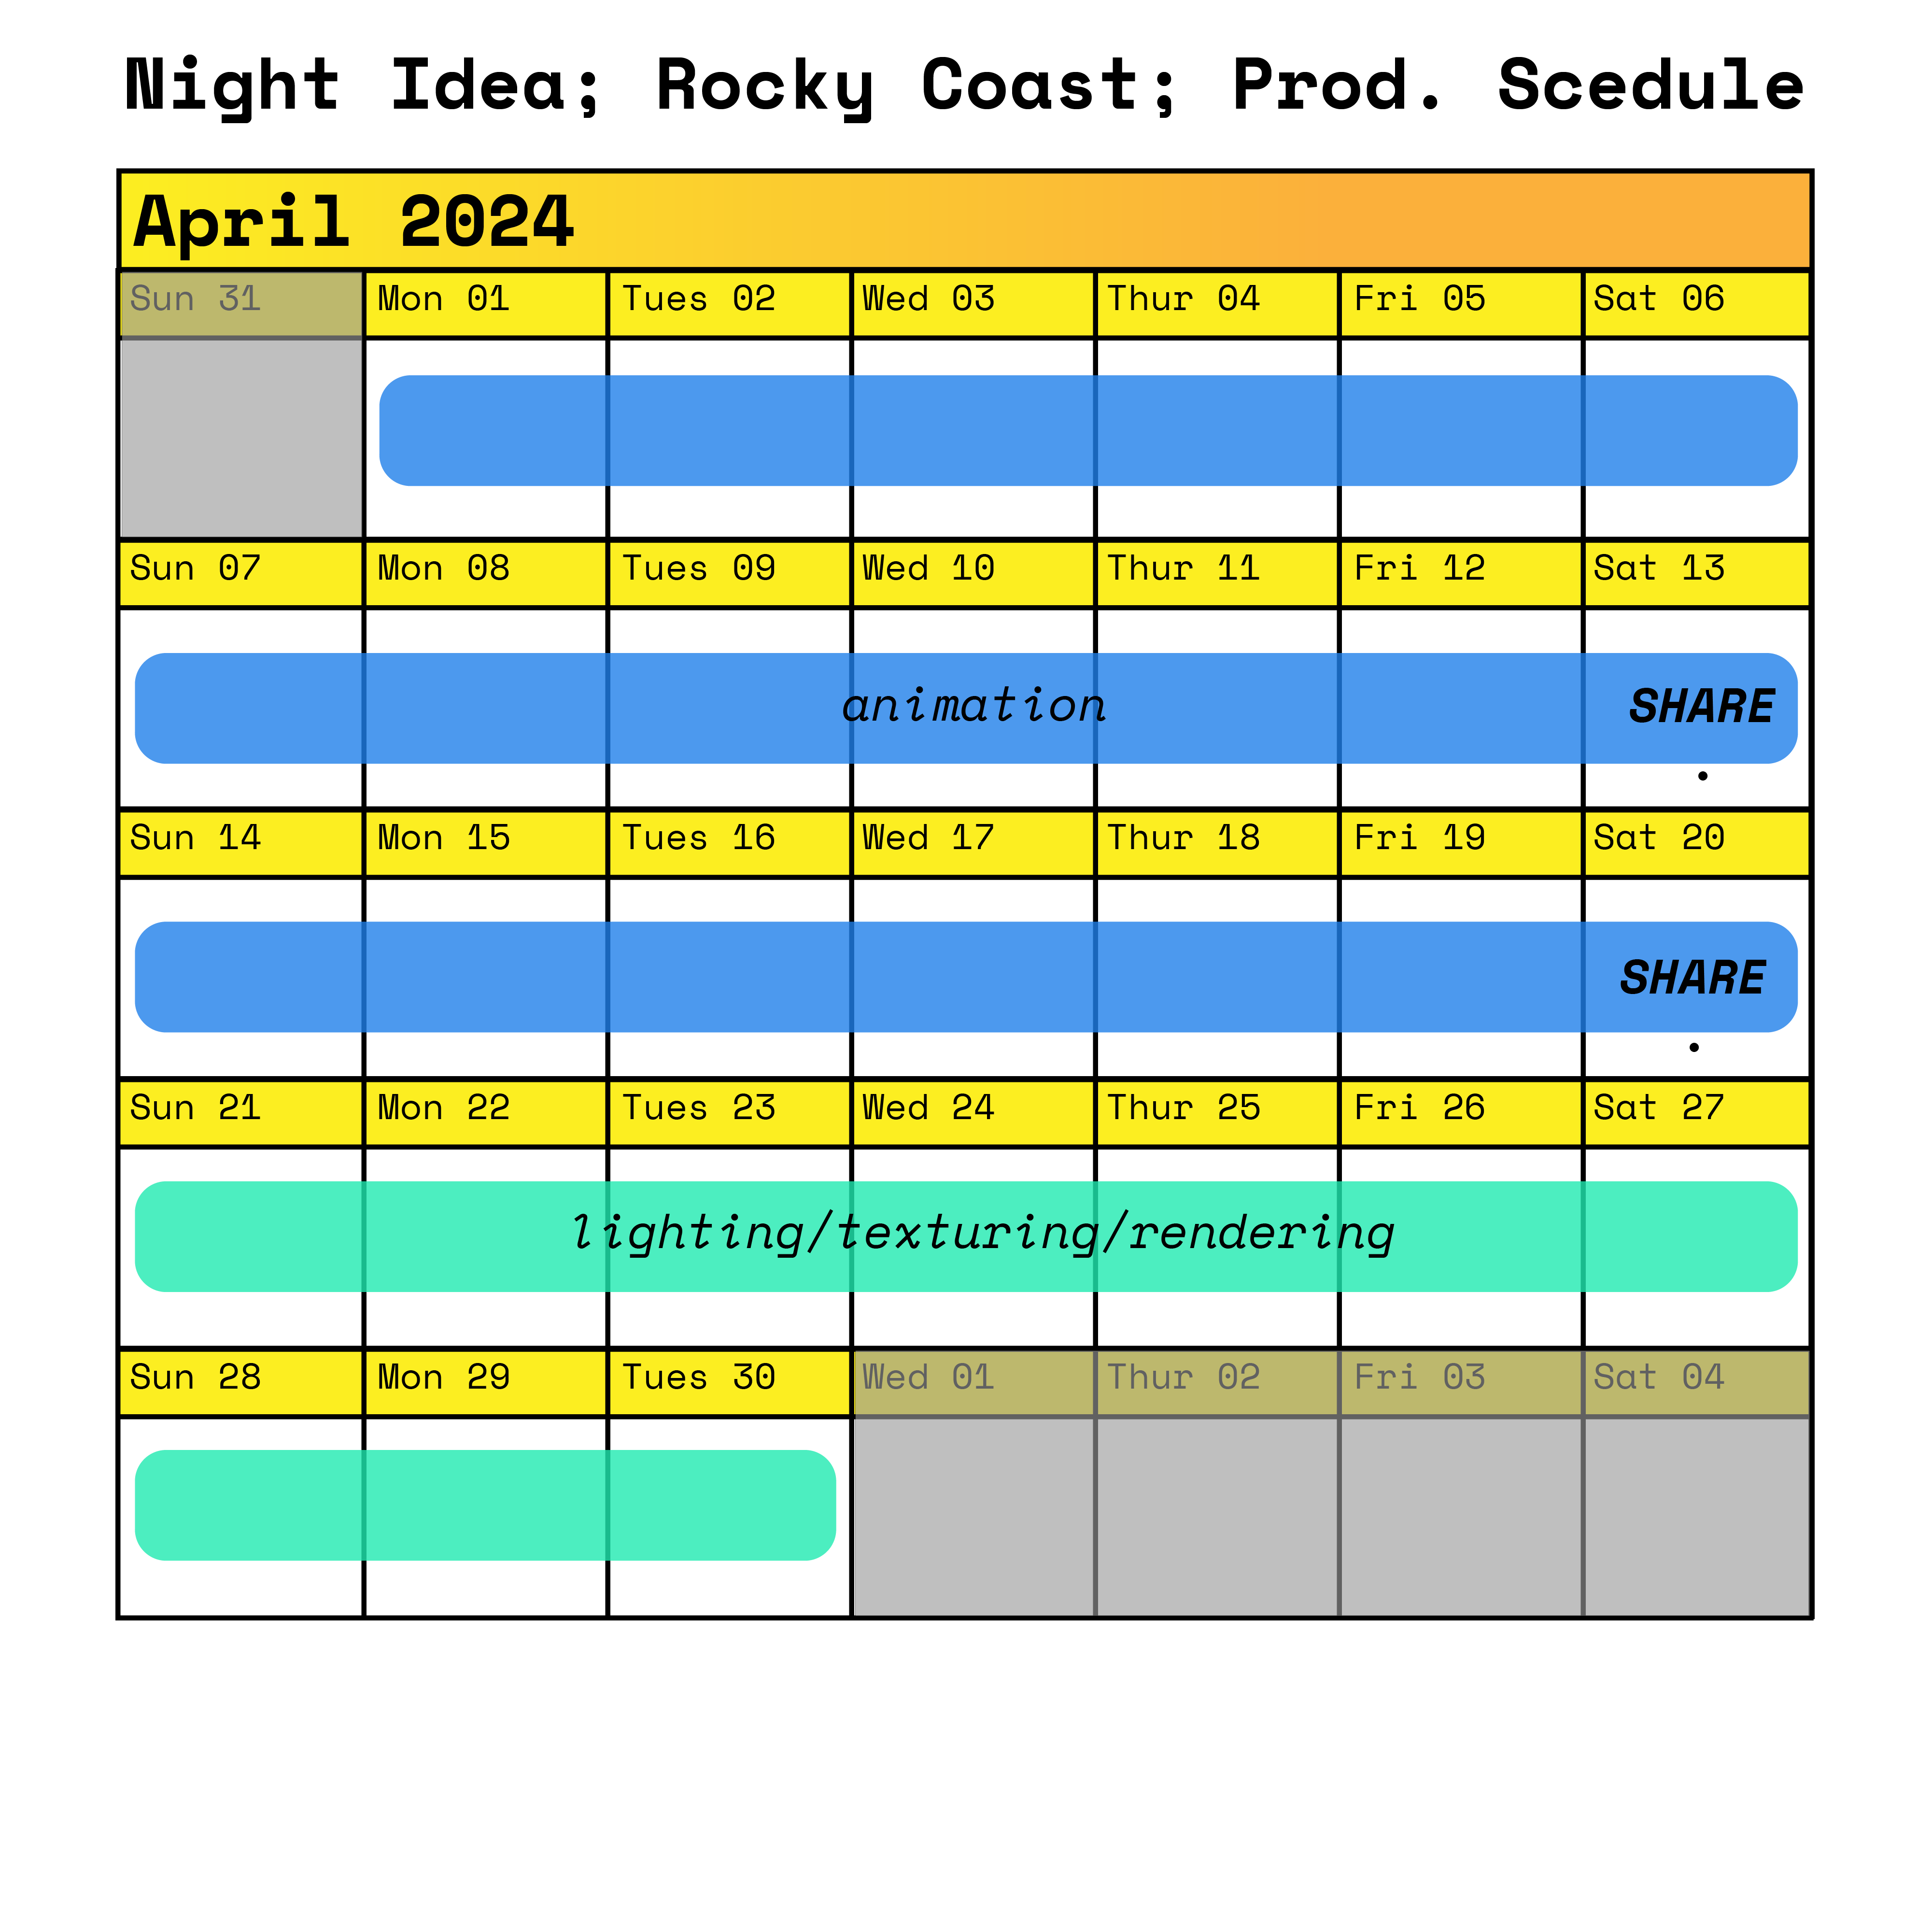 Night Idea; Rocky Coast; Prod. Scedule
April 2024
Sun 31 Mon 01 Tues 02 Wed 03 Thur 04 Fri 05 Sat 06
Sun 07 Mon 08 Tues 09 Wed 10 Thur 11 Fri 12 Sat 13
animation SHARE
.
Sun 14 Mon 15 Tues 16 Wed 17 Thur 18 Fri 19 Sat 20
SHARE
.
Sun 21 Mon 22 Tues 23 Wed 24 Thur 25 Fri 26 Sat 27
lighting/texturing/rendering
Sun 28 Mon 29 Tues 30 Wed 01 Thur 02 Fri 03 Sat 04